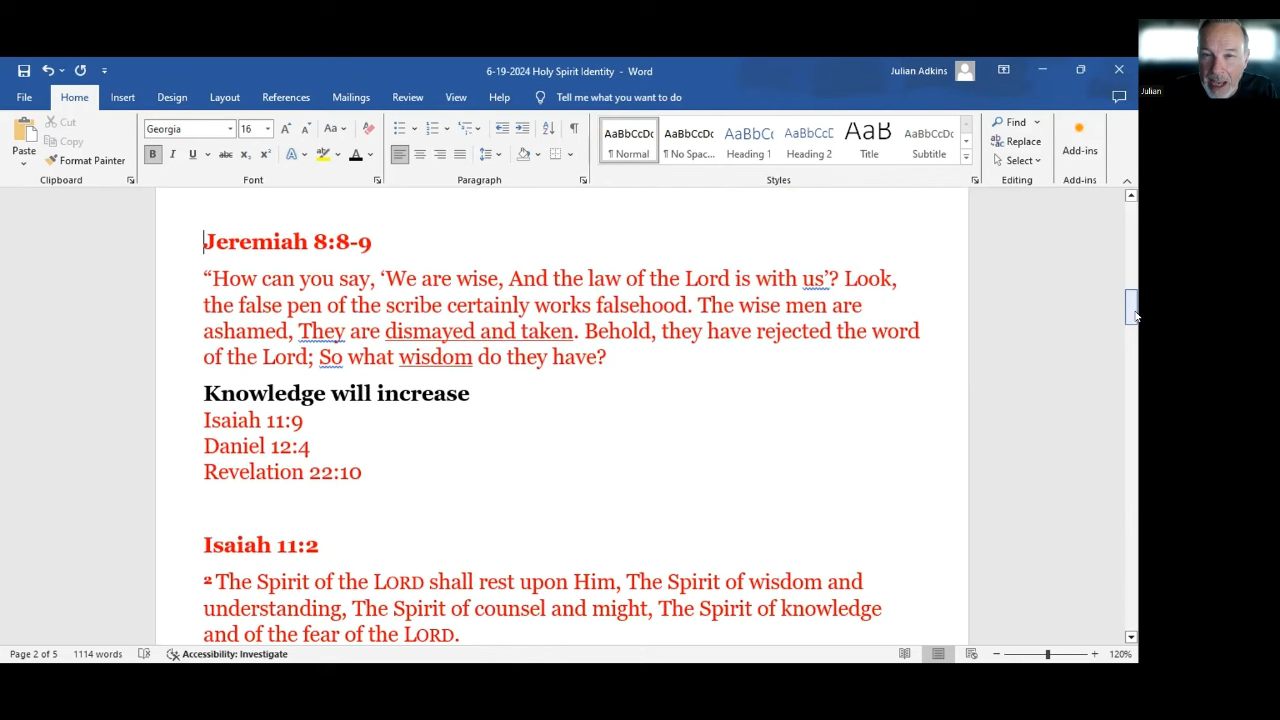 6-19-2024 Holy Spirit Identity - Word
Julian Adkins
Julian
File Home Insert Design Layout References Mailings Review View Help Tell me what you want to do
Paste
Cut
Copy
Format Painter
Clipboard
Georgia 16
Font
Paragraph
AaBbCcDc AaBbCcDc AaBbCc AaBbCcD AaB AaBbCcD
Normal No Spac... Heading 1 Heading 2 Title Subtitle
Styles
Find
Replace
Select
Editing
Add-ins
Add-ins
Jeremiah 8:8-9
“How can you say, ‘We are wise, And the law of the Lord is with us’? Look,
the false pen of the scribe certainly works falsehood. The wise men are
ashamed, They are dismayed and taken. Behold, they have rejected the word
of the Lord; So what wisdom do they have?
Knowledge will increase
Isaiah 11:9
Daniel 12:4
Revelation 22:10
Isaiah 11:2
2 The Spirit of the LORD shall rest upon Him, The Spirit of wisdom and
understanding, The Spirit of counsel and might, The Spirit of knowledge
and of the fear of the LORD.
Page 2 of 5 1114 words Accessibility: Investigate 120%